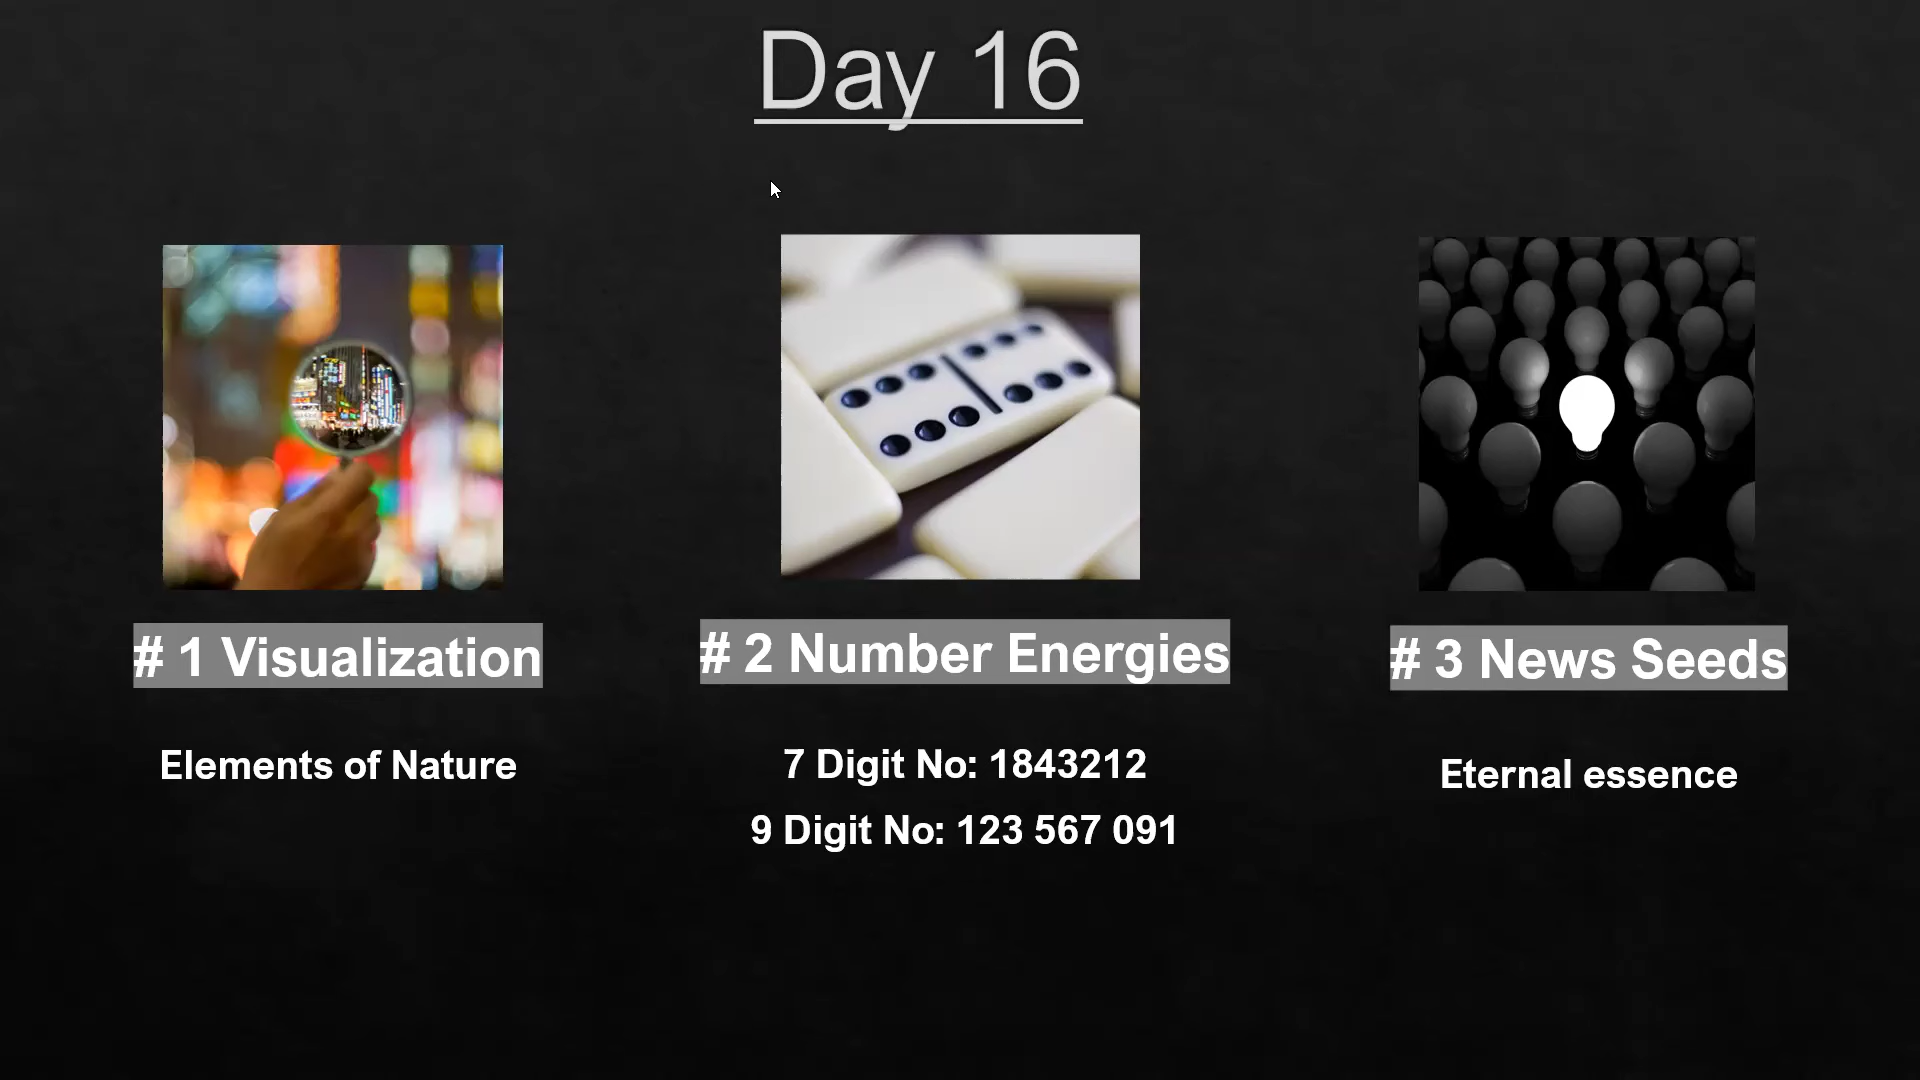 Day 16
# 1 Visualization
# 2 Number Energies
# 3 News Seeds
Elements of Nature
7 Digit No: 1843212
9 Digit No: 123 567 091
Eternal essence